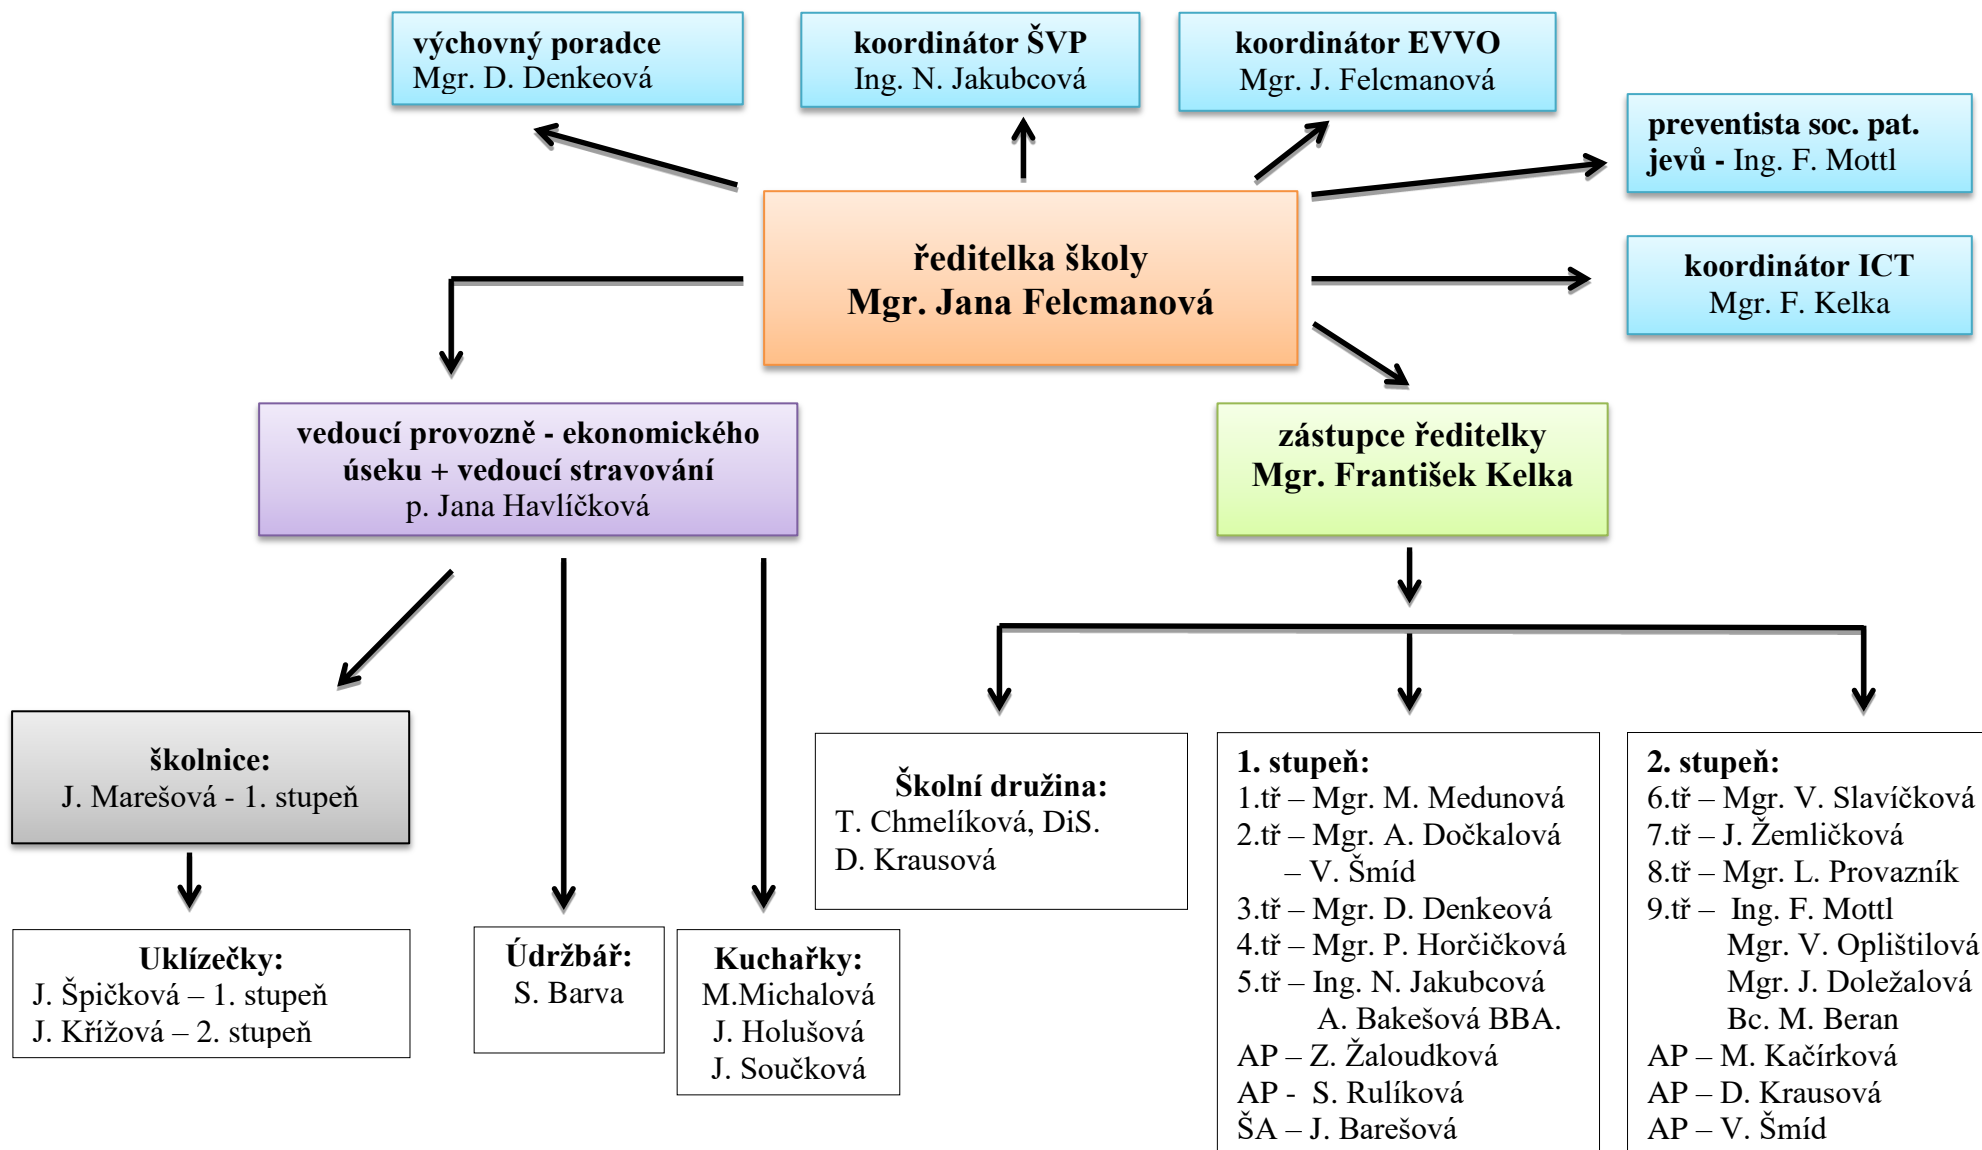 výchovný poradce
Mgr. D. Denkeová
koordinátor ŠVP
Ing. N. Jakubcová
koordinátor EVVO
Mgr. J. Felcmanová
preventista soc. pat.
jevů - Ing. F. Mottl
ředitelka školy
Mgr. Jana Felcmanová
koordinátor ICT
Mgr. F. Kelka
vedoucí provozně - ekonomického
úseku + vedoucí stravování
p. Jana Havlíčková
zástupce ředitelky
Mgr. František Kelka
školnice:
J. Marešová - 1. stupeň
Uklízečky:
J. Špičková – 1. stupeň
J. Křížová – 2. stupeň
Údržbář:
S. Barva
Kuchařky:
M.Michalová
J. Holušová
J. Součková
Školní družina:
T. Chmelíková, DiS.
D. Krausová
1. stupeň:
1.tř – Mgr. M. Medunová
2.tř – Mgr. A. Dočkalová
– V. Šmíd
3.tř – Mgr. D. Denkeová
4.tř – Mgr. P. Horčičková
5.tř – Ing. N. Jakubcová
A. Bakešová BBA.
AP – Z. Žaloudková
AP - S. Rulíková
ŠA – J. Barešová
2. stupeň:
6.tř – Mgr. V. Slavíčková
7.tř – J. Žemličková
8.tř – Mgr. L. Provazník
9.tř – Ing. F. Mottl
Mgr. V. Oplištilová
Mgr. J. Doležalová
Bc. M. Beran
AP – M. Kačírková
AP – D. Krausová
AP – V. Šmíd